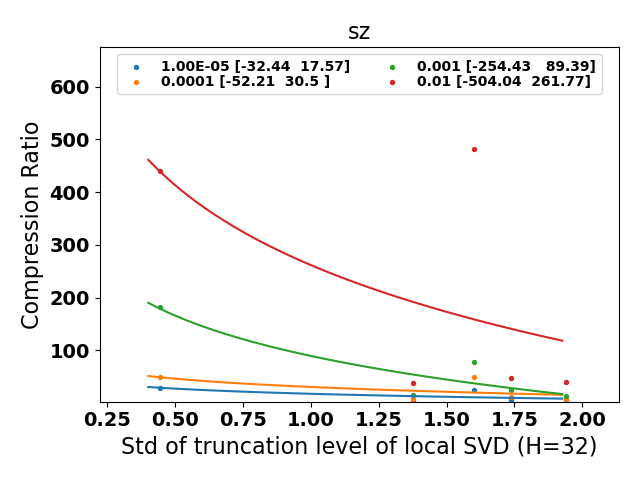 sz
1.00E-05 [-32.44  17.57]
0.0001 [-52.21  30.5 ]
0.001 [-254.43   89.39]
0.01 [-504.04  261.77]
Compression Ratio
600
500
400
300
200
100
0.25 0.50 0.75 1.00 1.25 1.50 1.75 2.00
Std of truncation level of local SVD (H=32)